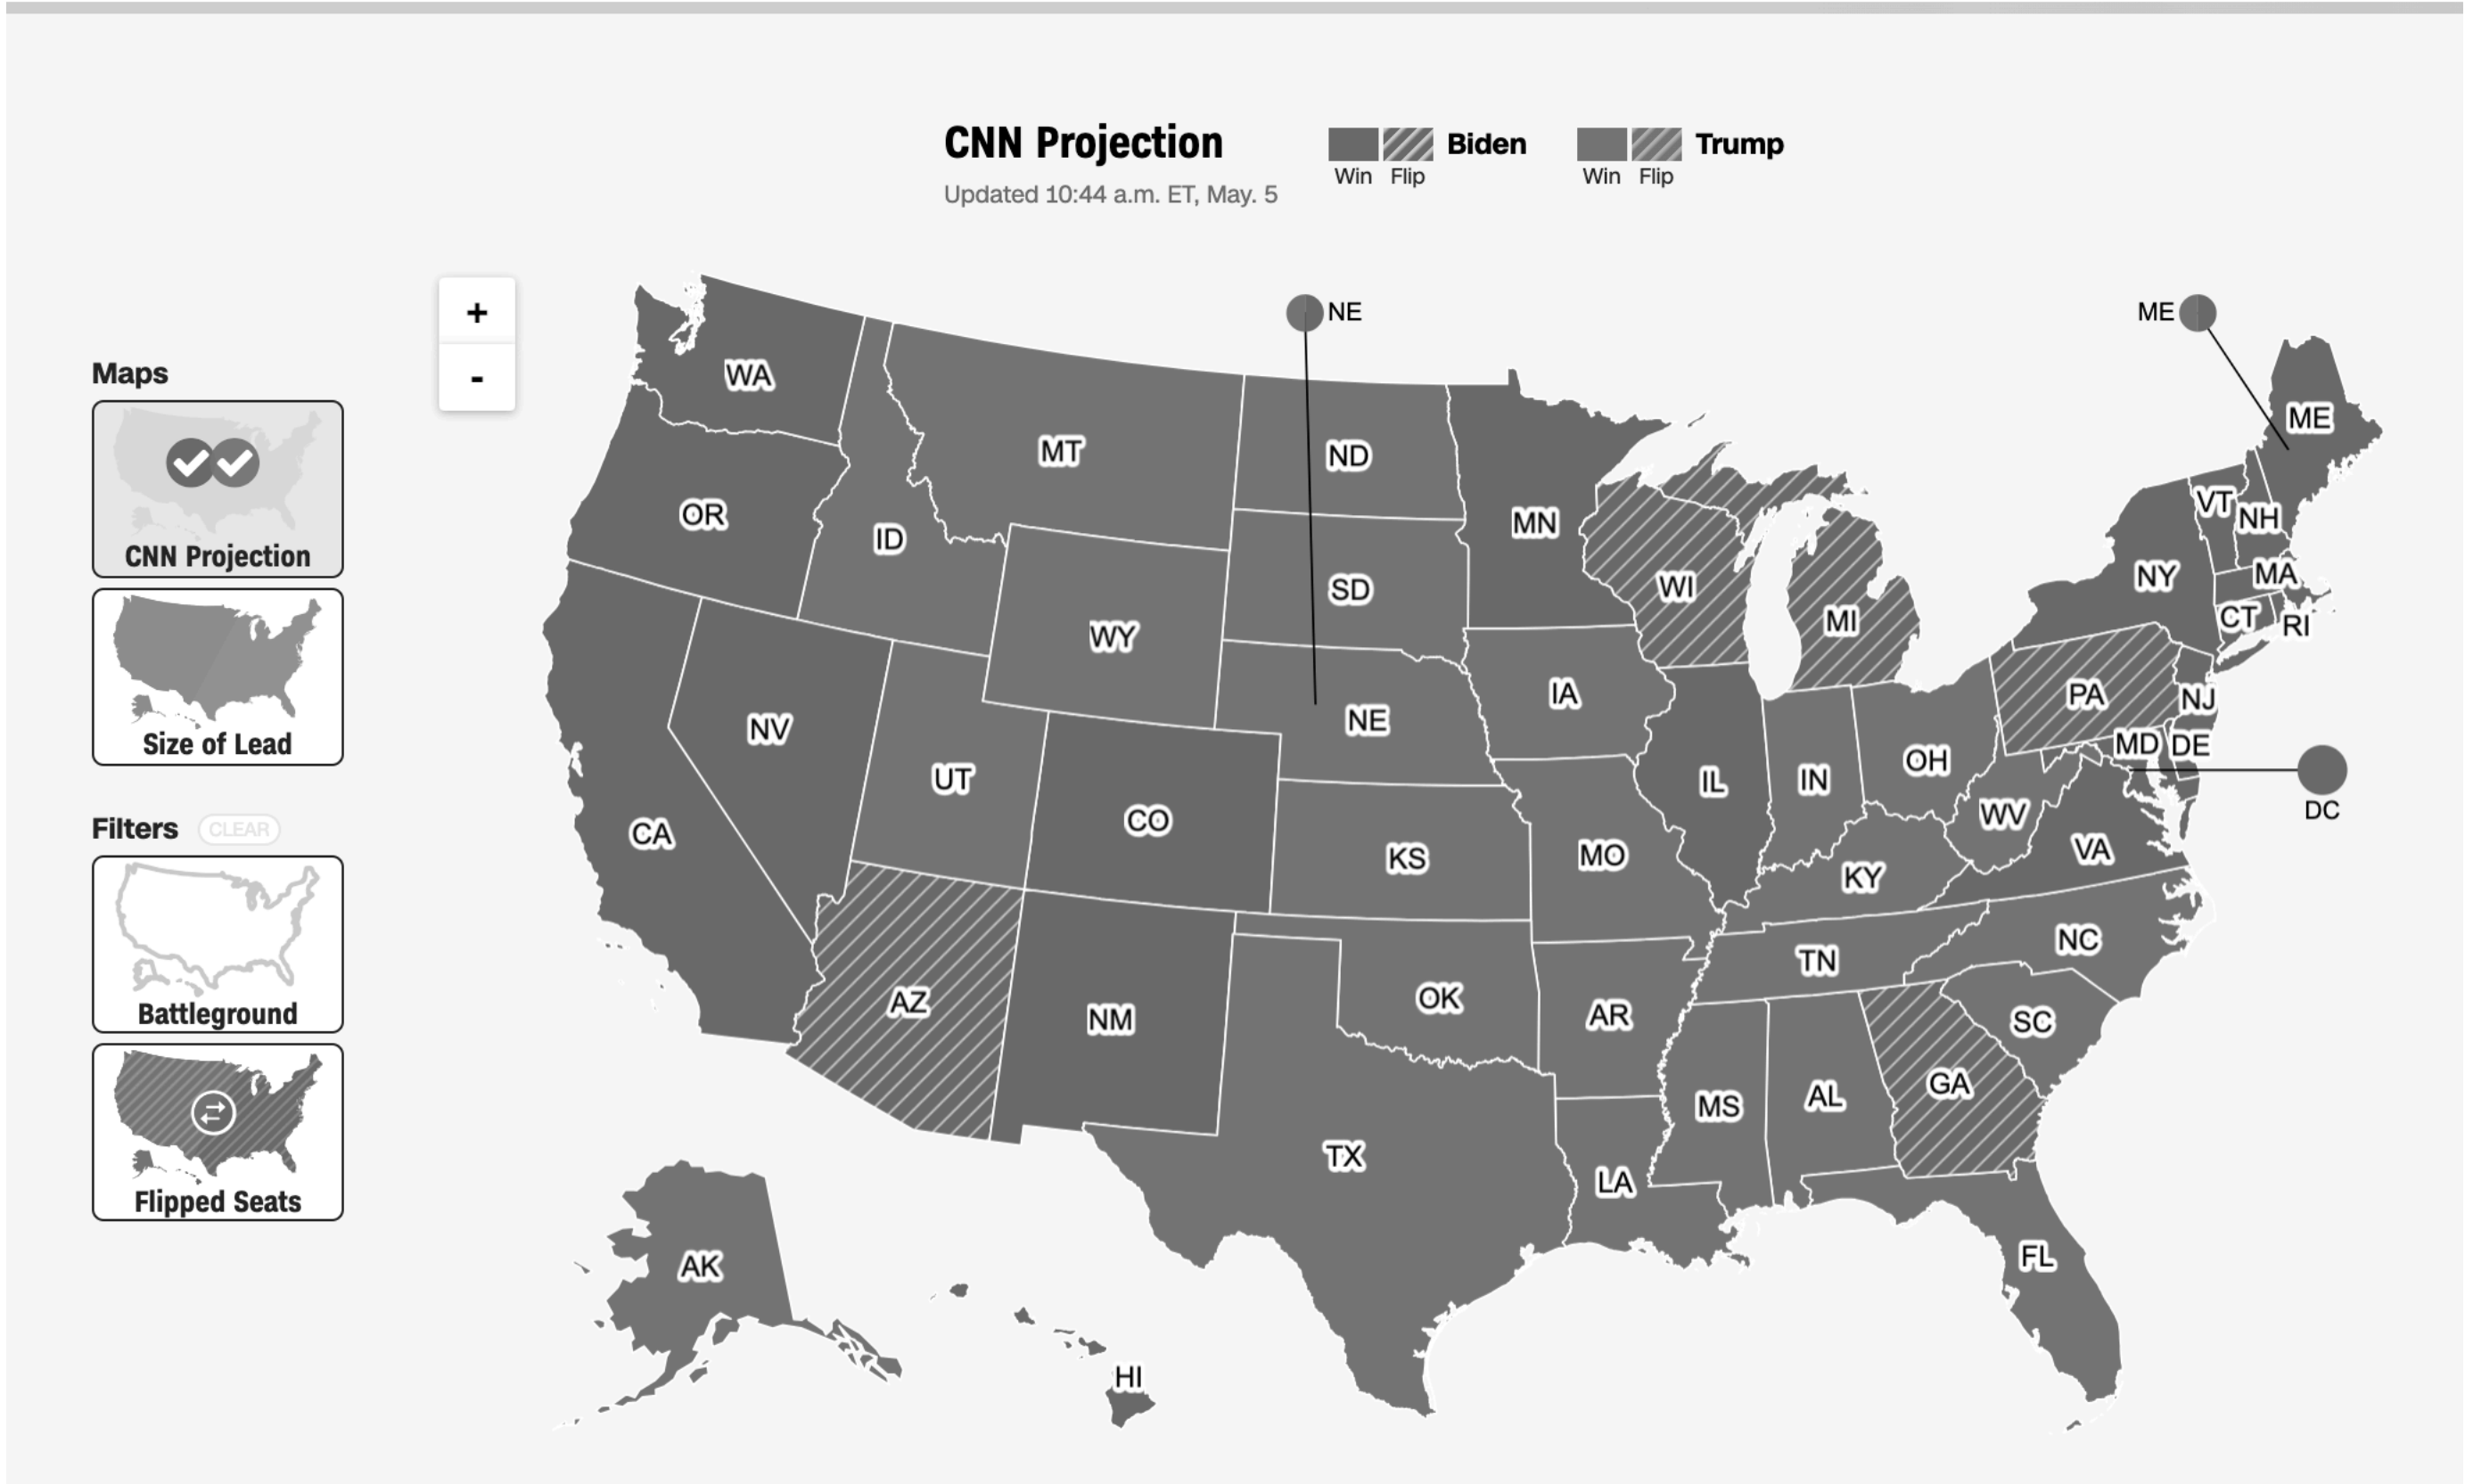 CNN Projection
Updated 10:44 a.m. ET, May. 5
Win Flip Biden
Win Flip Trump
+
-
Maps
CNN Projection
Size of Lead
Filters CLEAR
Battleground
Flipped Seats
NE
ME
WA
MT
ND
ME
OR
ID
MN
VT
NH
SD
WI
MI
NY
MA
CT
RI
WY
IA
NE
PA
NJ
NV
UT
CO
IL
IN
OH
MD
DE
DC
CA
KS
MO
WV
VA
KY
AZ
NM
OK
AR
TN
NC
SC
TX
LA
MS
AL
GA
AK
HI
FL